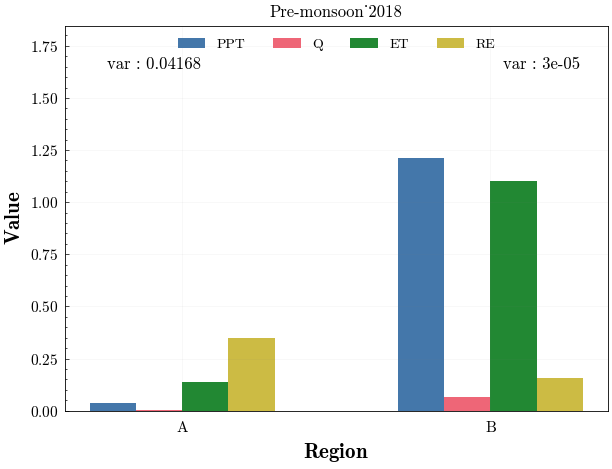 Pre-monsoon˙2018
PPT Q ET RE
var : 0.04168
var : 3e-05
1.75
1.50
1.25
1.00
0.75
0.50
0.25
0.00
Value
A B
Region